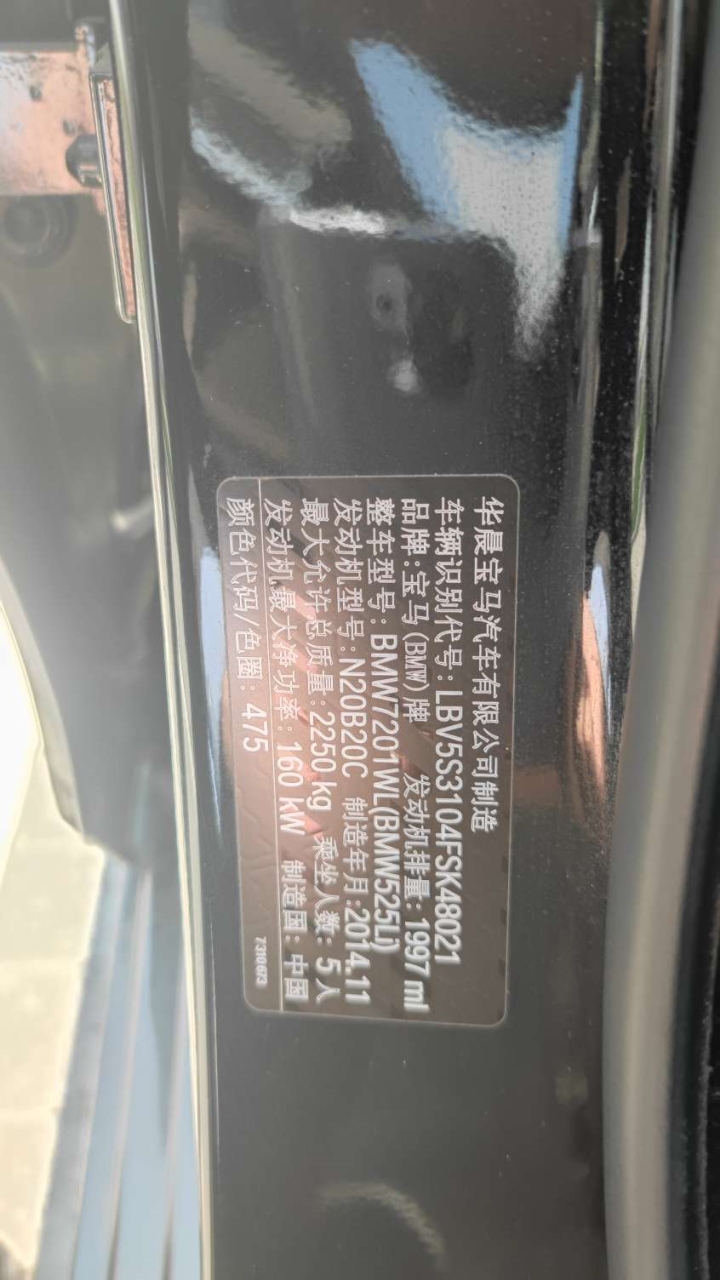 华晨宝马汽车有限公司制造
车辆识别代号:LBV5S3104FSK48021
品牌:宝马(BMW)牌 发动机排量:1997 ml
整车型号:BMW7201WL(BMW525Li)
发动机型号:N20B20C 制造年月:2014.11
最大允许总质量:2250 kg 乘坐人数:5人
发动机最大净功率:160 kW 制造国:中国
颜色代码/色圈:475